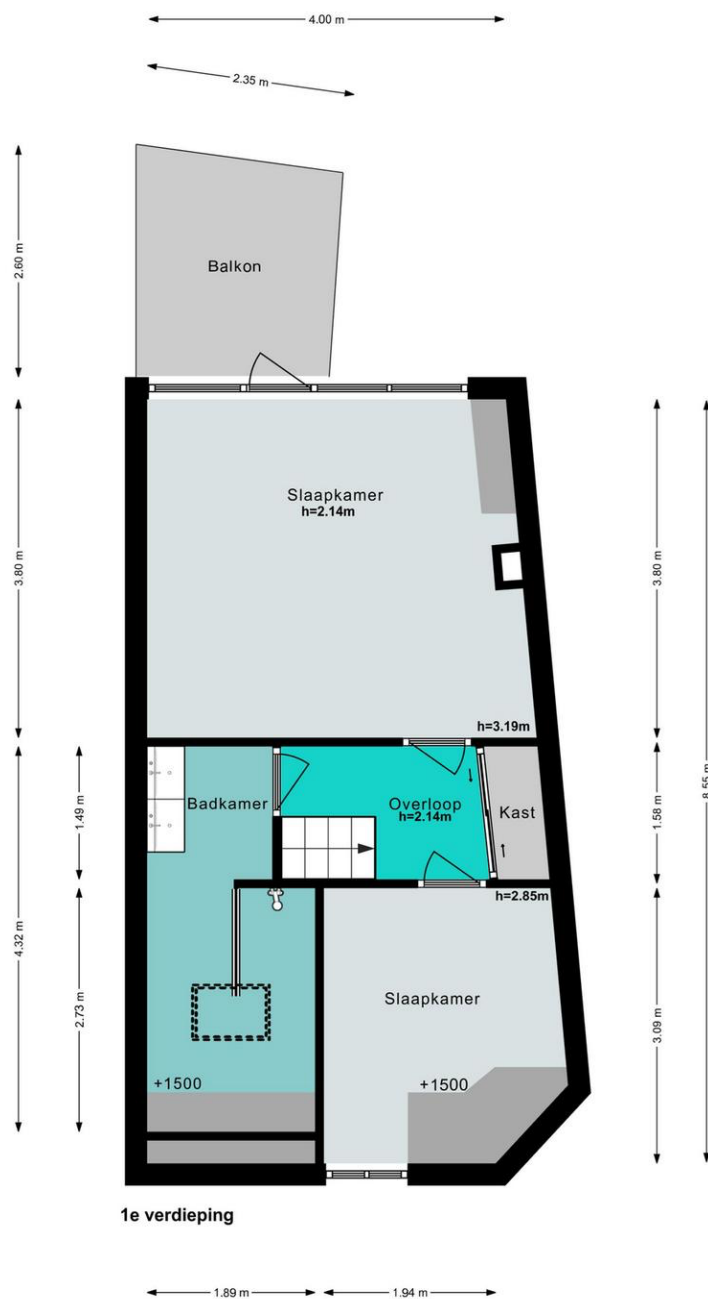 4.00 m
2.35 m
2.60 m
Balkon
3.80 m
Slaapkamer
h=2.14m
3.80 m
8.55 m
h=3.19m
4.32 m
1.49 m
Badkamer
Overloop
h=2.14m
Kast
1.58 m
h=2.85m
2.73 m
Slaapkamer
3.09 m
+1500
+1500
1e verdieping
1.89 m
1.94 m